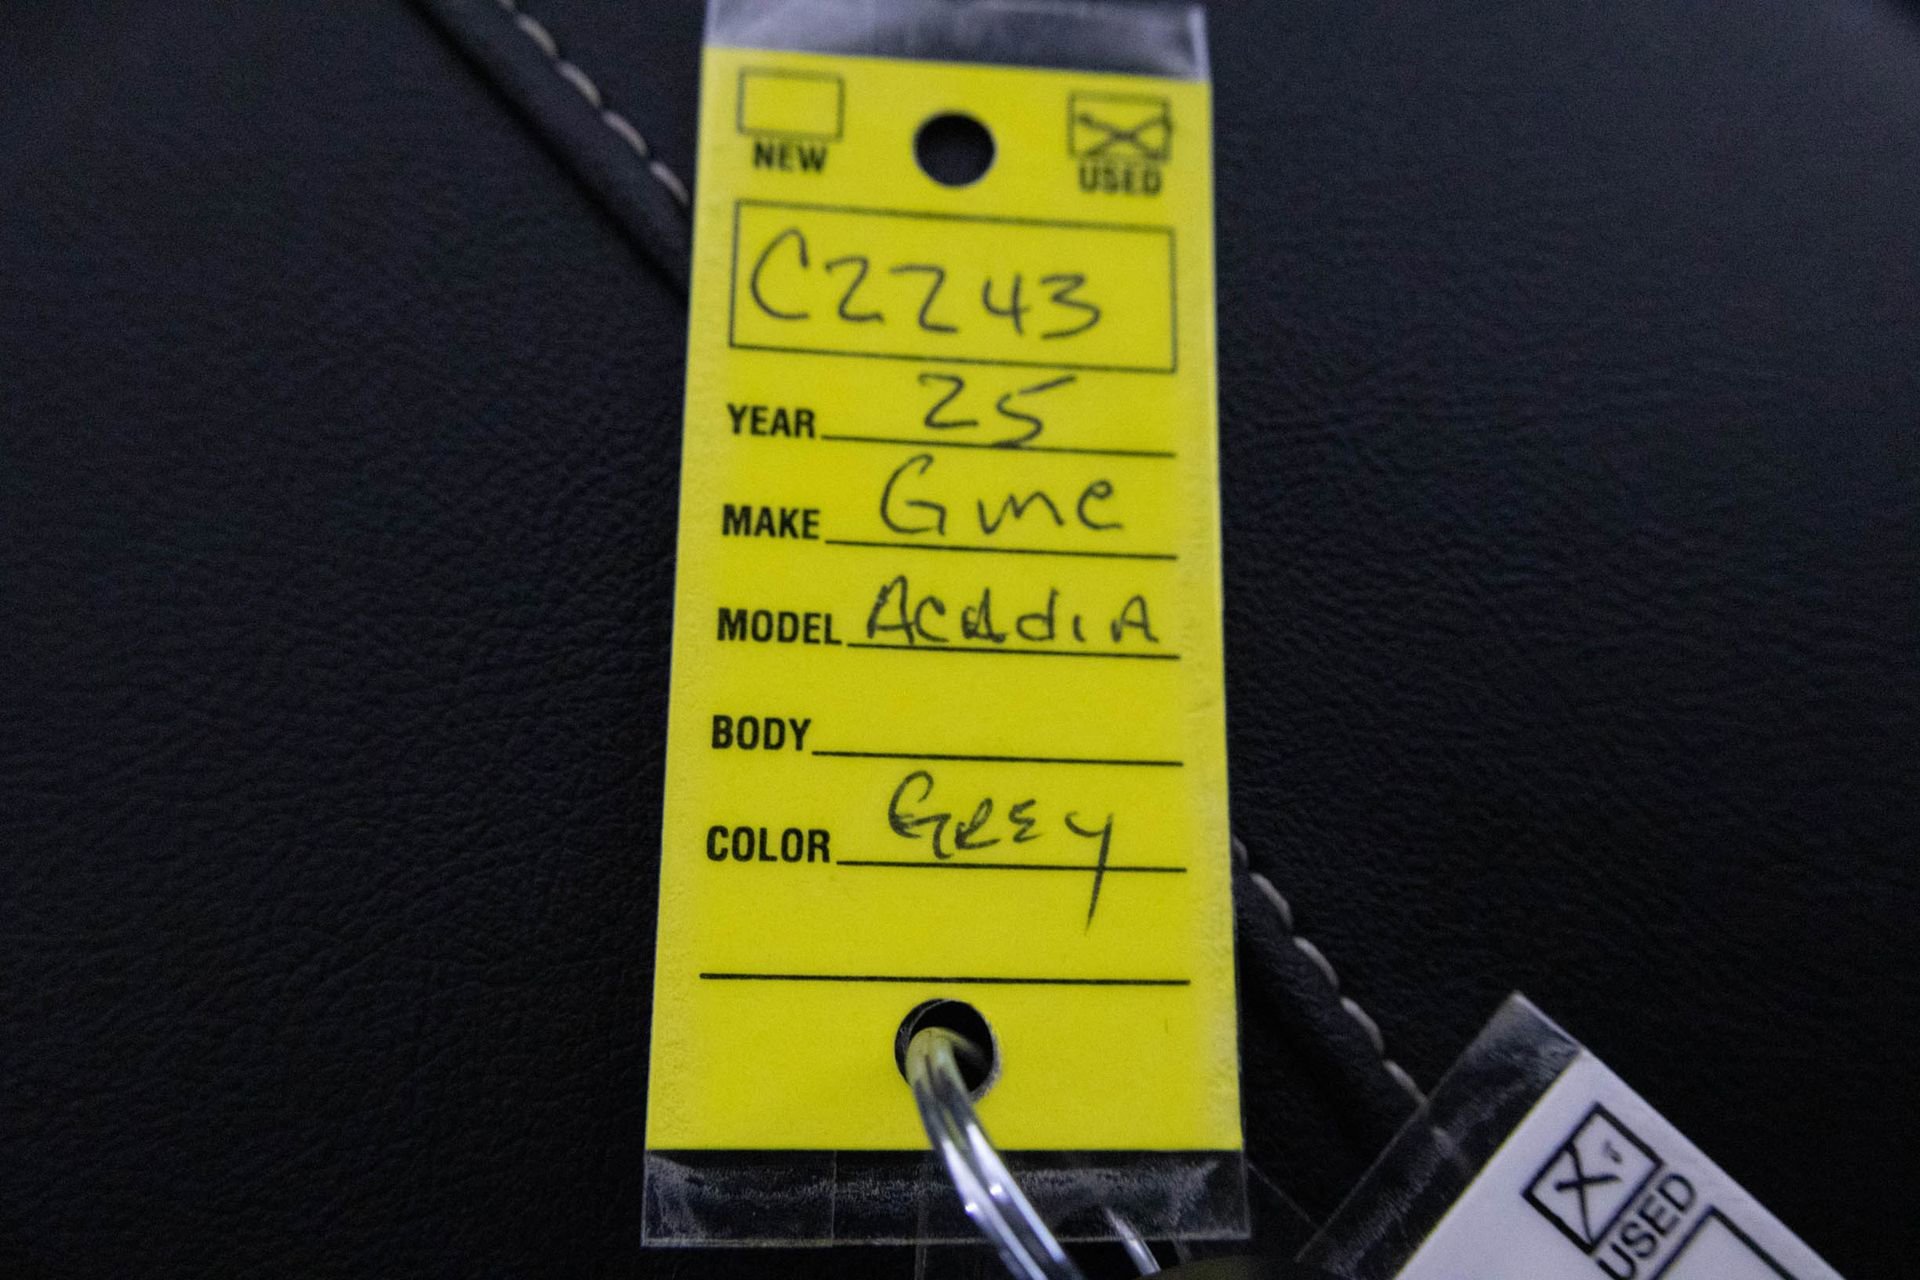 NEW USED
C2243
YEAR 25
MAKE Gmc
MODEL AcAdiA
BODY
COLOR GREy
USED